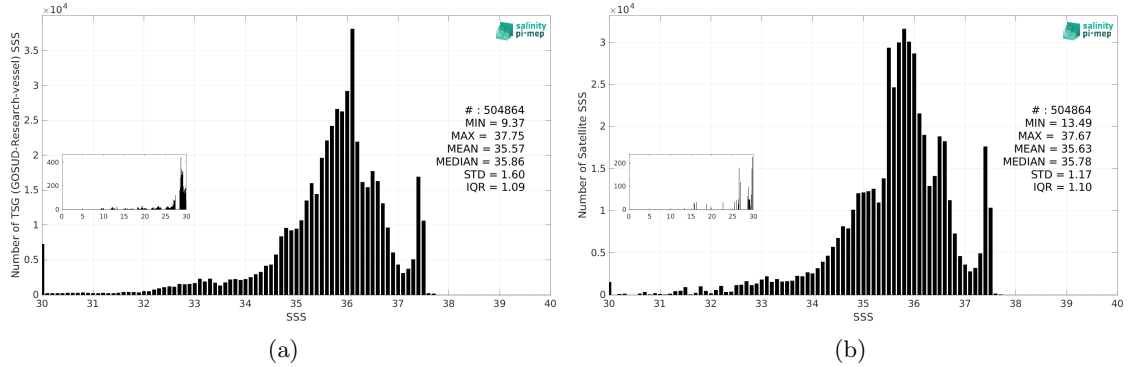 ×10⁴
3.5
3
2.5
2
1.5
1
0.5
0
Number of TSG (GOSUD-Research-vessel) SSS
salinity
pi-mep
# : 504864
MIN = 9.37
MAX = 37.75
MEAN = 35.57
MEDIAN = 35.86
STD = 1.60
IQR = 1.09
400
200
0
0 5 10 15 20 25 30
30 31 32 33 34 35 36 37 38 39 40
SSS
(a)
×10⁴
3
2.5
2
1.5
1
0.5
0
Number of Satellite SSS
salinity
pi-mep
# : 504864
MIN = 13.49
MAX = 37.67
MEAN = 35.63
MEDIAN = 35.78
STD = 1.17
IQR = 1.10
200
100
0
0 5 10 15 20 25 30
30 31 32 33 34 35 36 37 38 39 40
SSS
(b)